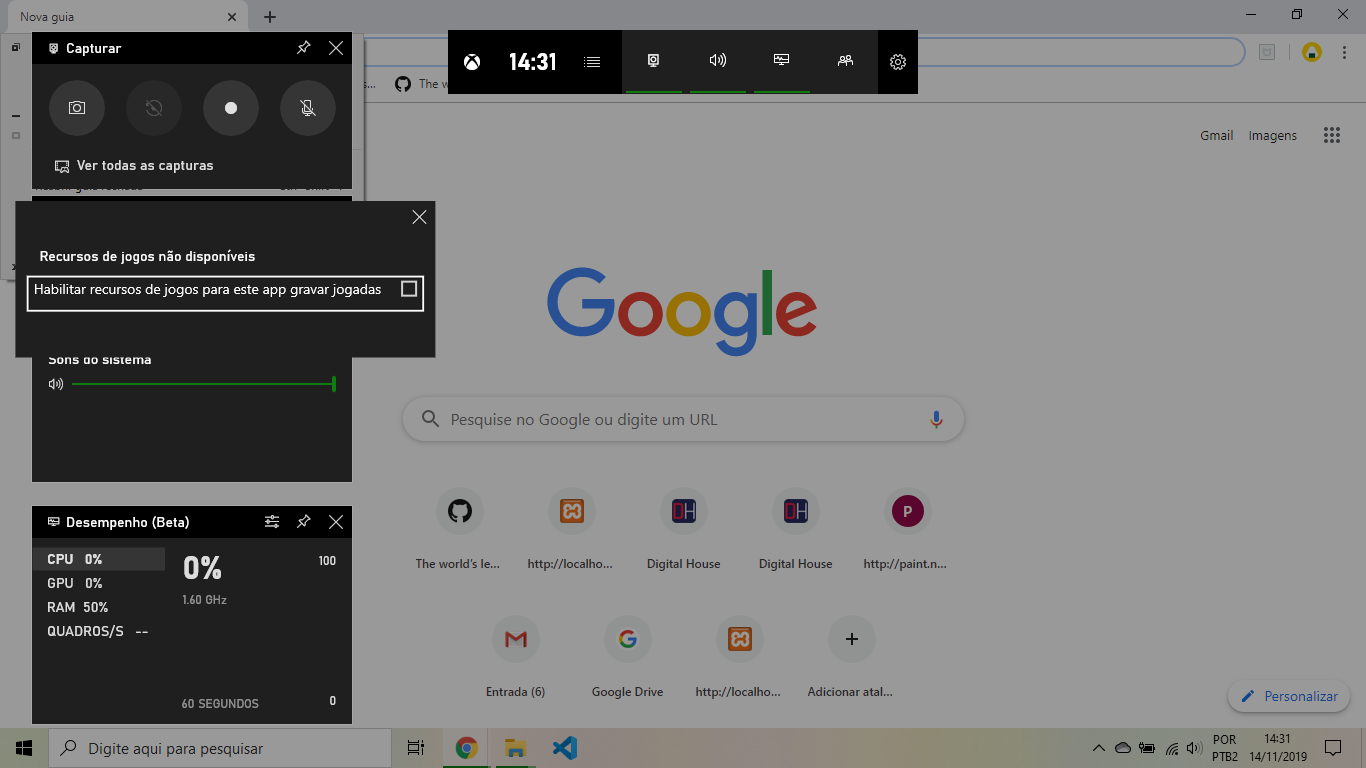 Nova guia
Capturar
14:31
s...
The w
Gmail
Imagens
Ver todas as capturas
Recursos de jogos não disponíveis
Habilitar recursos de jogos para este app gravar jogadas
Sons do sistema
Google
Pesquise no Google ou digite um URL
Desempenho (Beta)
CPU 0%
GPU 0%
RAM 50%
QUADROS/S --
0%
1.60 GHz
100
60 SEGUNDOS
0
DH
DH
P
The world's le...
http://localho...
Digital House
Digital House
http://paint.n...
Entrada (6)
Google Drive
http://localho...
Adicionar atal...
Personalizar
Digite aqui para pesquisar
POR
PTB2
14:31
14/11/2019